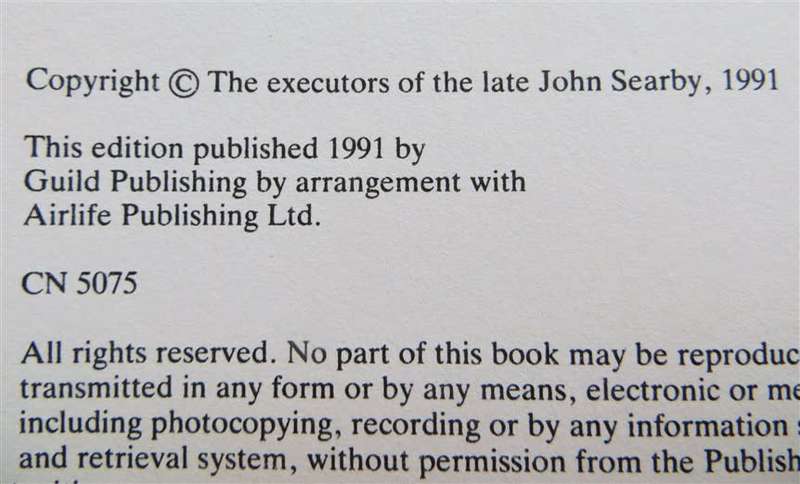 Copyright © The executors of the late John Searby, 1991
This edition published 1991 by
Guild Publishing by arrangement with
Airlife Publishing Ltd.
CN 5075
All rights reserved. No part of this book may be reproduc
transmitted in any form or by any means, electronic or me
including photocopying, recording or by any information s
and retrieval system, without permission from the Publish